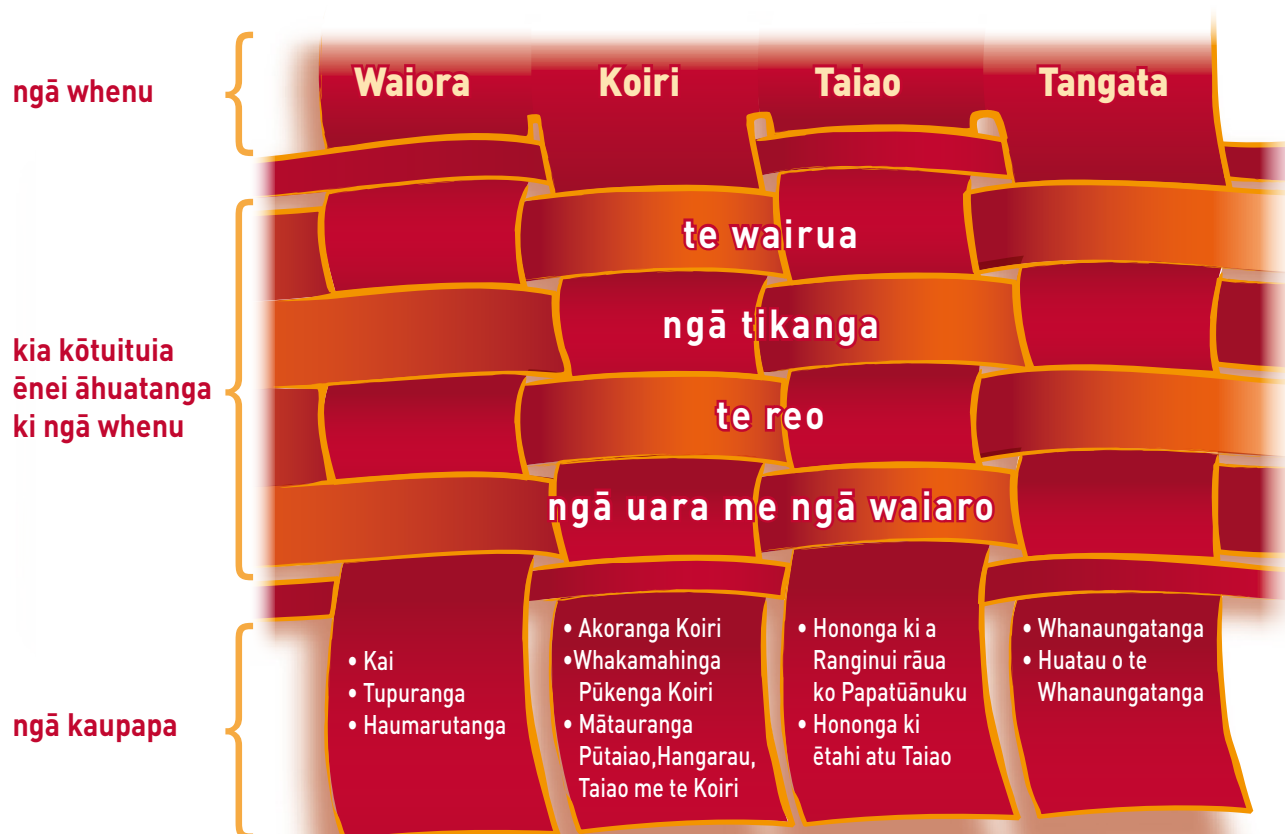 ngā whenu
Waiora
Koiri
Taiao
Tangata
kia kōtuituia
ēnei āhuatanga
ki ngā whenu
te wairua
ngā tikanga
te reo
ngā uara me ngā waiaro
ngā kaupapa
• Kai
• Tupuranga
• Haumarutanga
• Akoranga Koiri
•Whakamahinga
Pūkenga Koiri
• Mātauranga
Pūtaiao,Hangarau,
Taiao me te Koiri
• Hononga ki a
Ranginui rāua
ko Papatūānuku
• Hononga ki
ētahi atu Taiao
• Whanaungatanga
• Huatau o te
Whanaungatanga